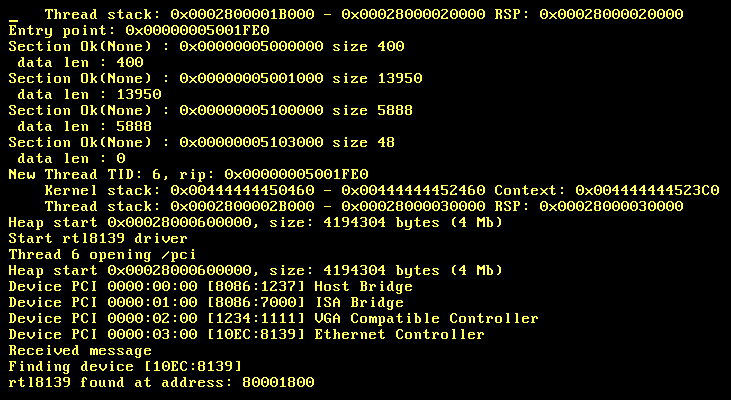 _   Thread stack: 0x0002800001B000 - 0x00028000020000 RSP: 0x00028000020000
Entry point: 0x00000005001FE0
Section Ok(None) : 0x00000005000000 size 400
 data len : 400
Section Ok(None) : 0x00000005001000 size 13950
 data len : 13950
Section Ok(None) : 0x00000005100000 size 5888
 data len : 5888
Section Ok(None) : 0x00000005103000 size 48
 data len : 0
New Thread TID: 6, rip: 0x00000005001FE0
    Kernel stack: 0x00444444450460 - 0x00444444452460 Context: 0x004444444523C0
    Thread stack: 0x0002800002B000 - 0x00028000030000 RSP: 0x00028000030000
Heap start 0x00028000600000, size: 4194304 bytes (4 Mb)
Start rtl8139 driver
Thread 6 opening /pci
Heap start 0x00028000600000, size: 4194304 bytes (4 Mb)
Device PCI 0000:00:00 [8086:1237] Host Bridge
Device PCI 0000:01:00 [8086:7000] ISA Bridge
Device PCI 0000:02:00 [1234:1111] VGA Compatible Controller
Device PCI 0000:03:00 [10EC:8139] Ethernet Controller
Received message
Finding device [10EC:8139]
rtl8139 found at address: 80001800